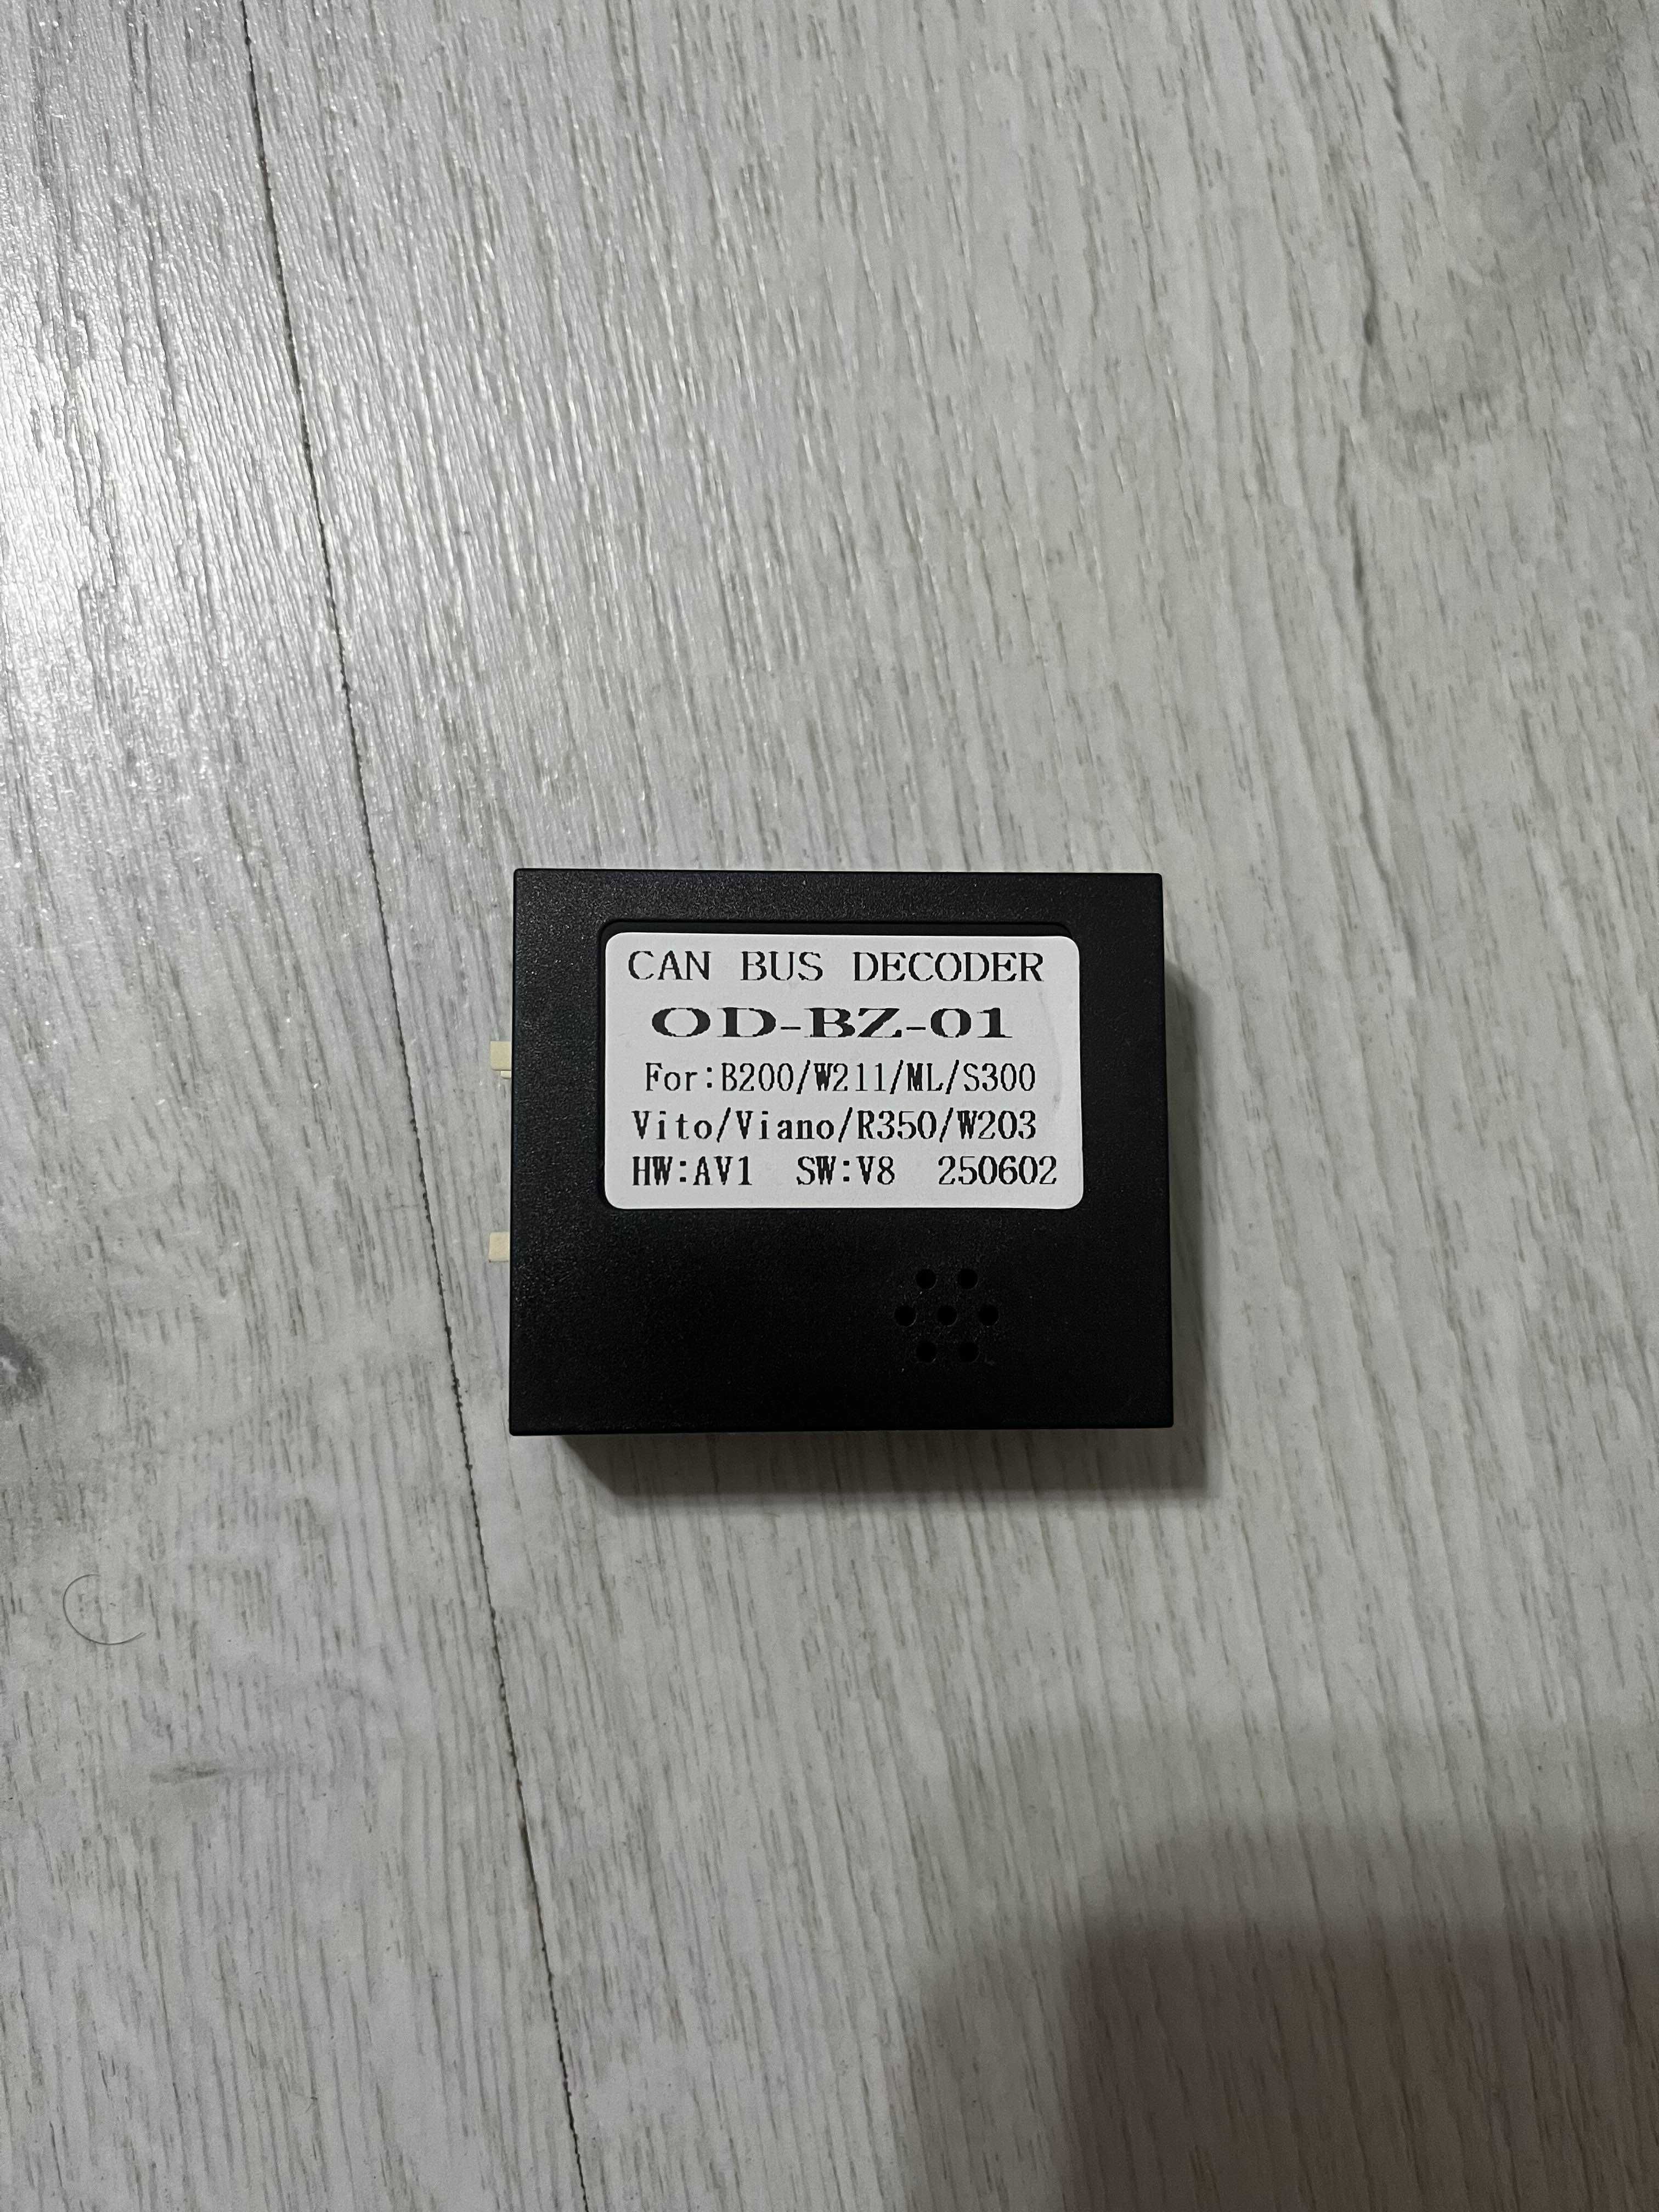 CAN BUS DECODER
OD-BZ-01
For:B200/W211/ML/S300
Vito/Viano/R350/W203
HW:AV1 SW:V8 250602